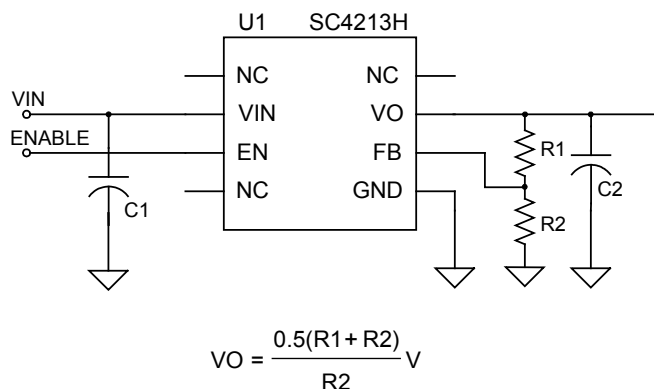 U1 SC4213H
NC NC
VIN VIN VO
ENABLE EN FB R1
NC GND C1 C2
R2
VO = 0.5(R1+ R2) V
R2